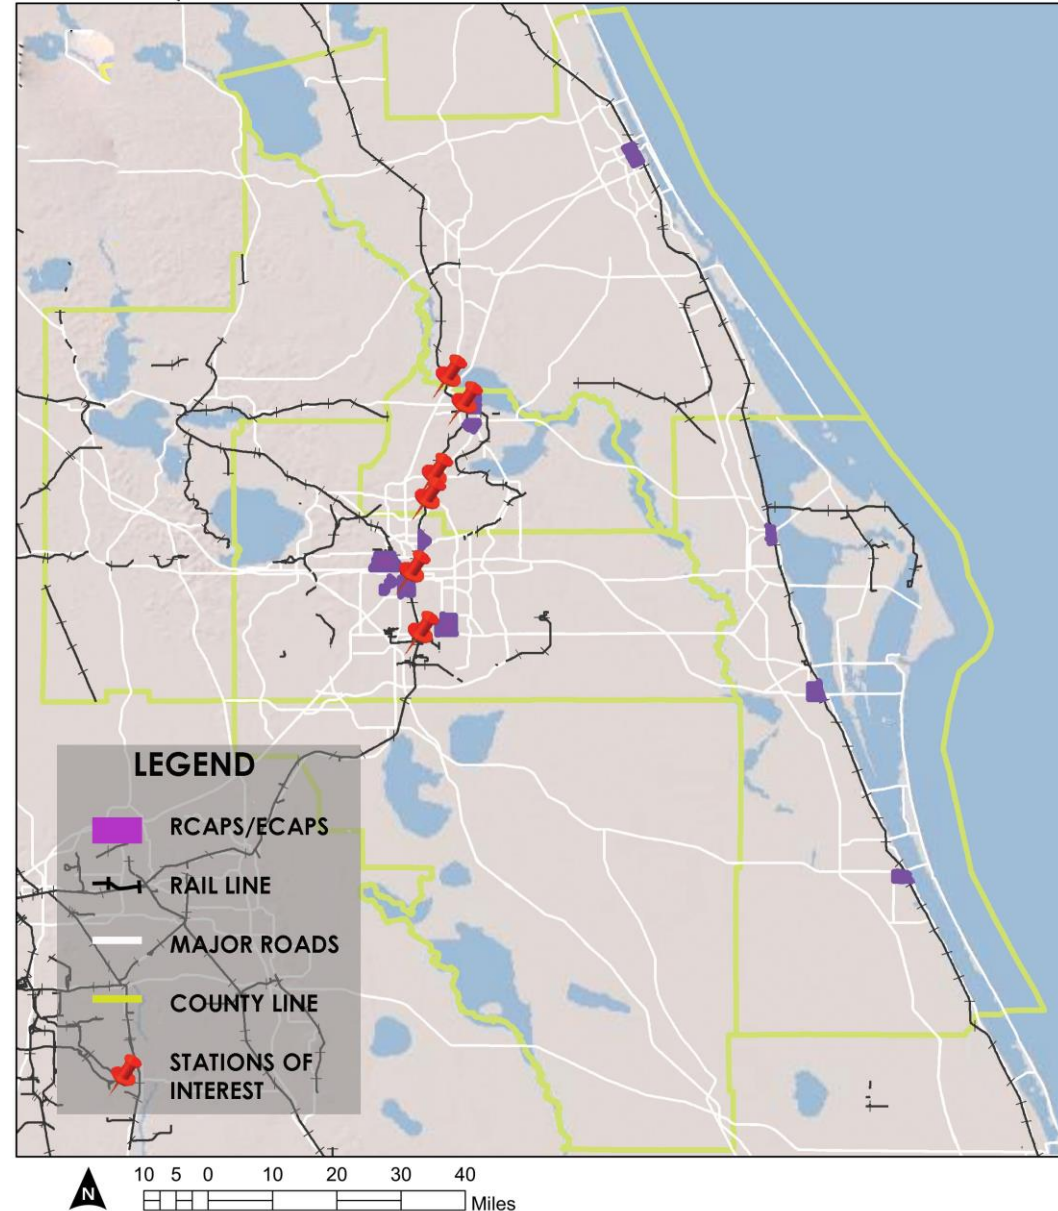 LEGEND
RCAPS/ECAPS
RAIL LINE
MAJOR ROADS
COUNTY LINE
STATIONS OF
INTEREST
N
10 5 0 10 20 30 40
Miles